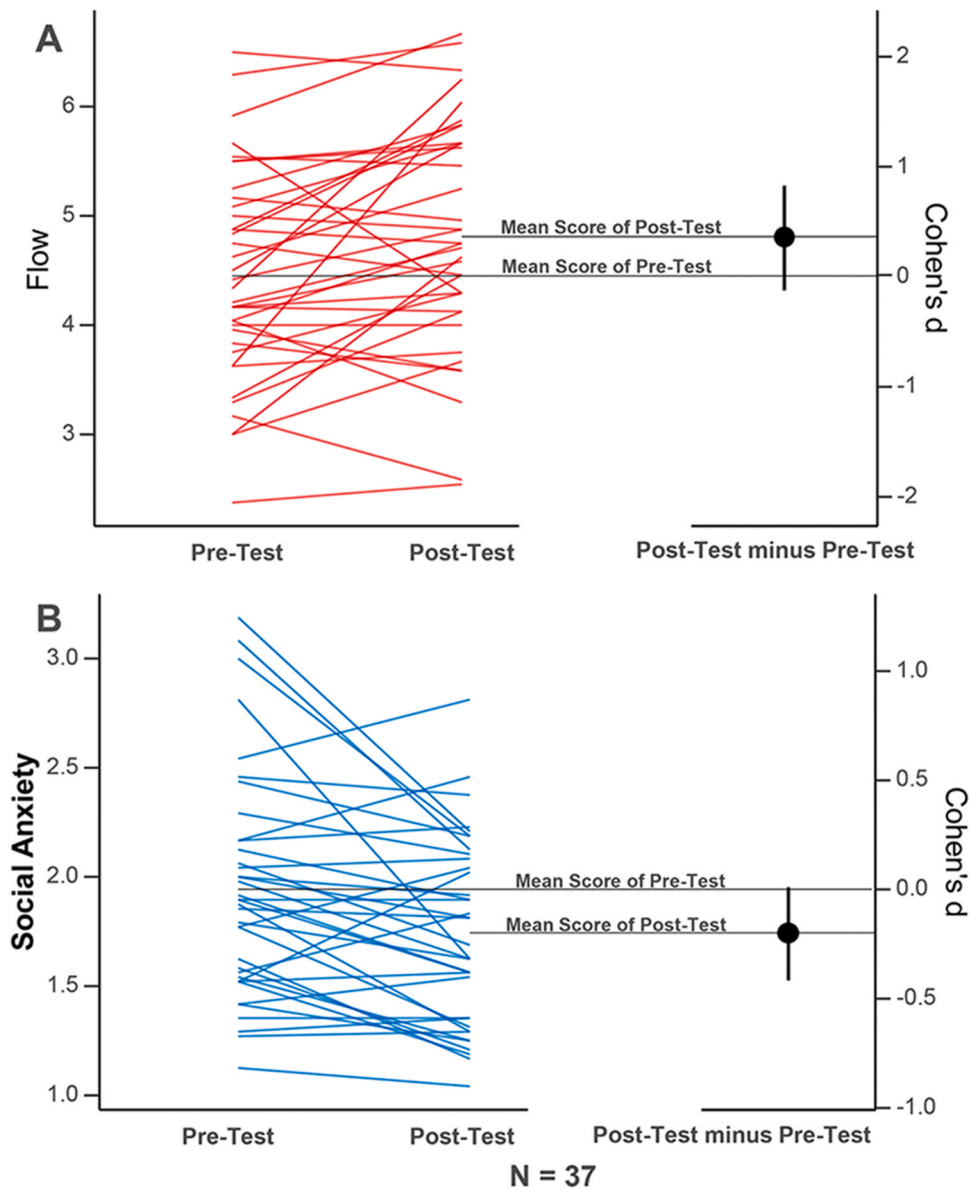 A
2
6
1
5
Mean Score of Post-Test
Mean Score of Pre-Test
0
4
-1
3
-2
Flow
Cohen's d
Pre-Test
Post-Test
Post-Test minus Pre-Test
B
3.0
1.0
2.5
0.5
2.0
Mean Score of Pre-Test
0.0
Mean Score of Post-Test
1.5
-0.5
1.0
-1.0
Social Anxiety
Cohen's d
Pre-Test
Post-Test
Post-Test minus Pre-Test
N = 37